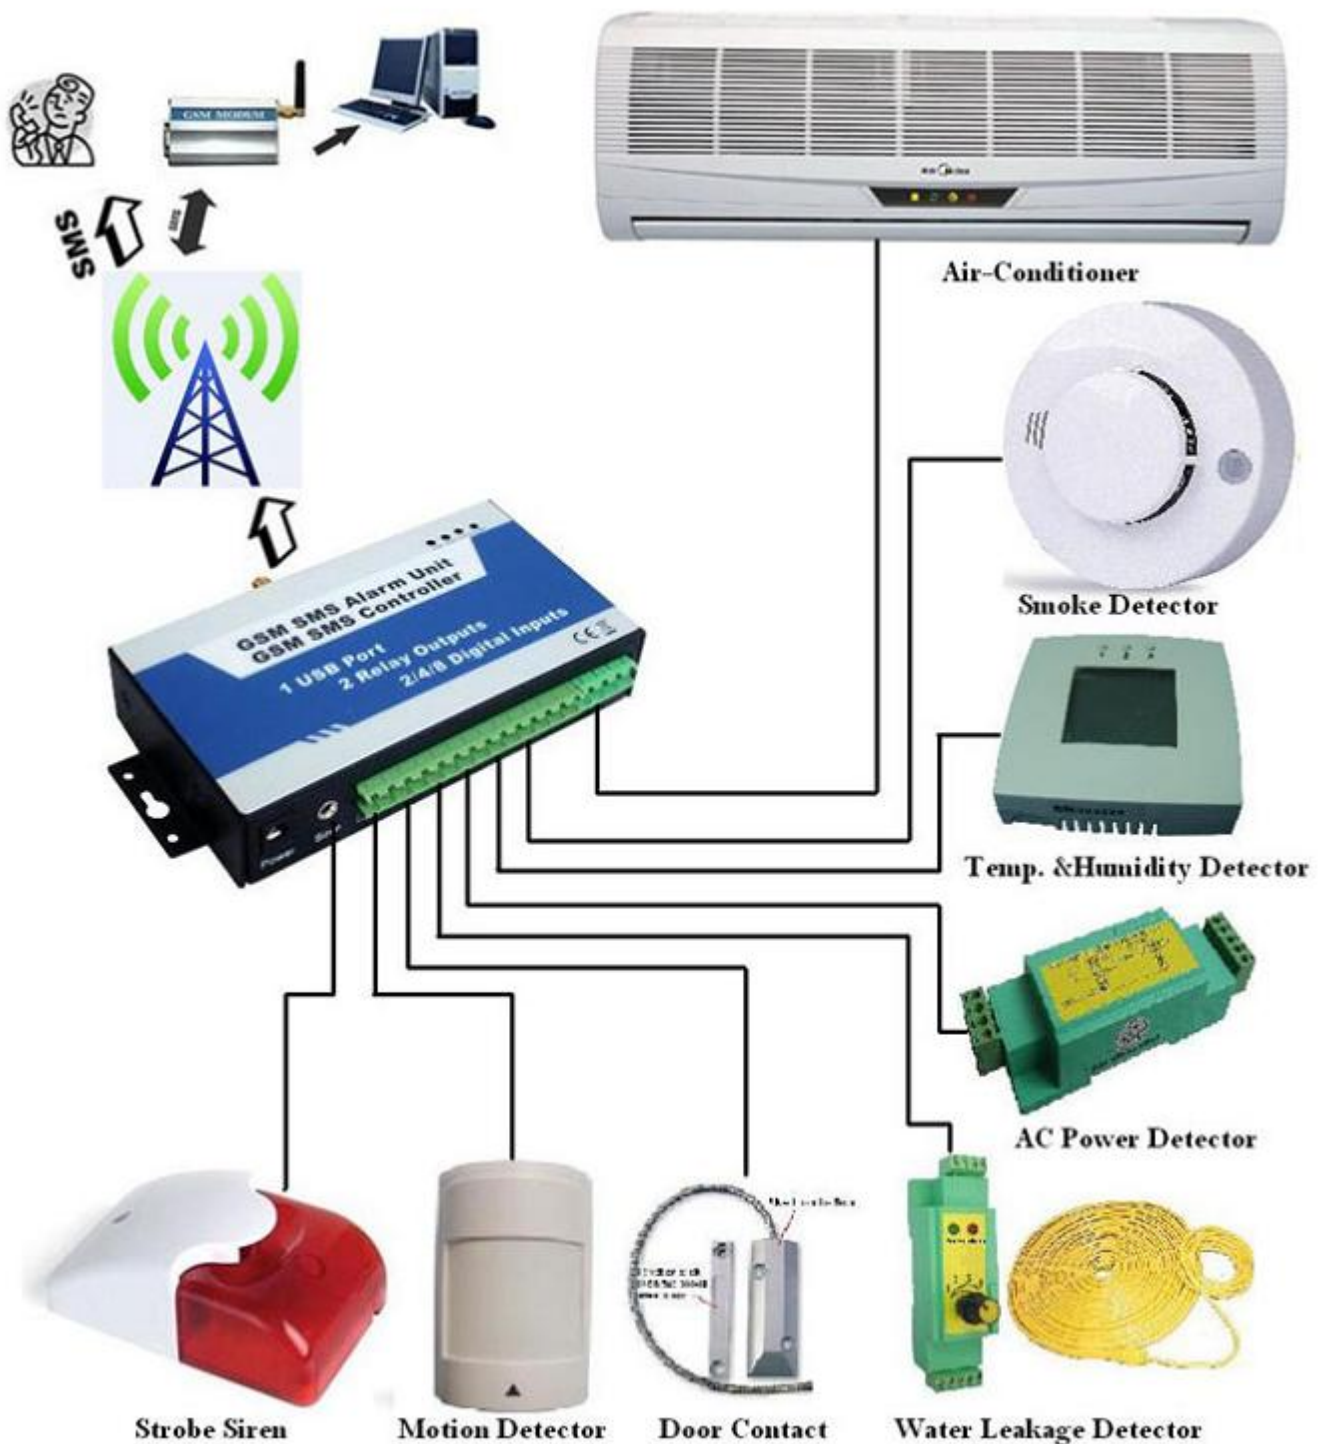 GSM MODEM
SMS
SMS
Air-Conditioner
Smoke Detector
GSM SMS Alarm Unit
GSM SMS Controller
1 USB Port
2 Relay Outputs
2/4/8 Digital Inputs
CE
Power
Temp. &Humidity Detector
AC Power Detector
Strobe Siren
Motion Detector
Door Contact
Water Leakage Detector